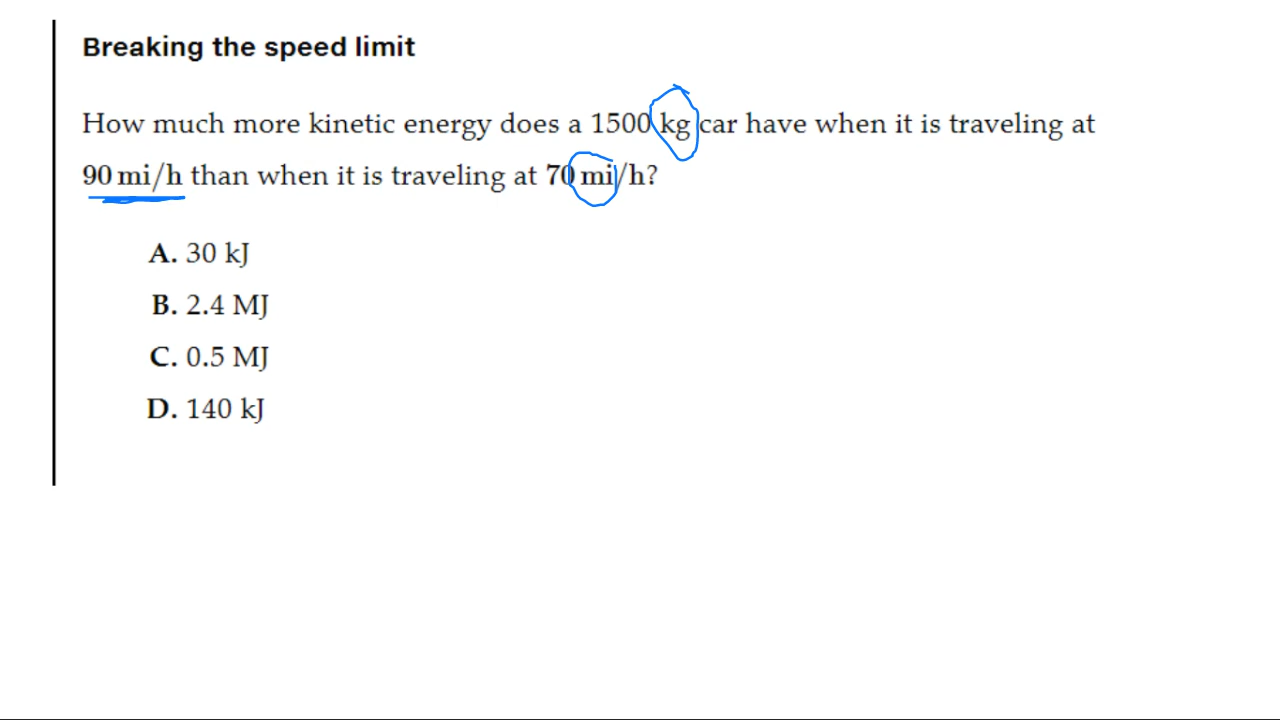 Breaking the speed limit
How much more kinetic energy does a 1500 kg car have when it is traveling at
90 mi/h than when it is traveling at 70 mi/h?
A. 30 kJ
B. 2.4 MJ
C. 0.5 MJ
D. 140 kJ